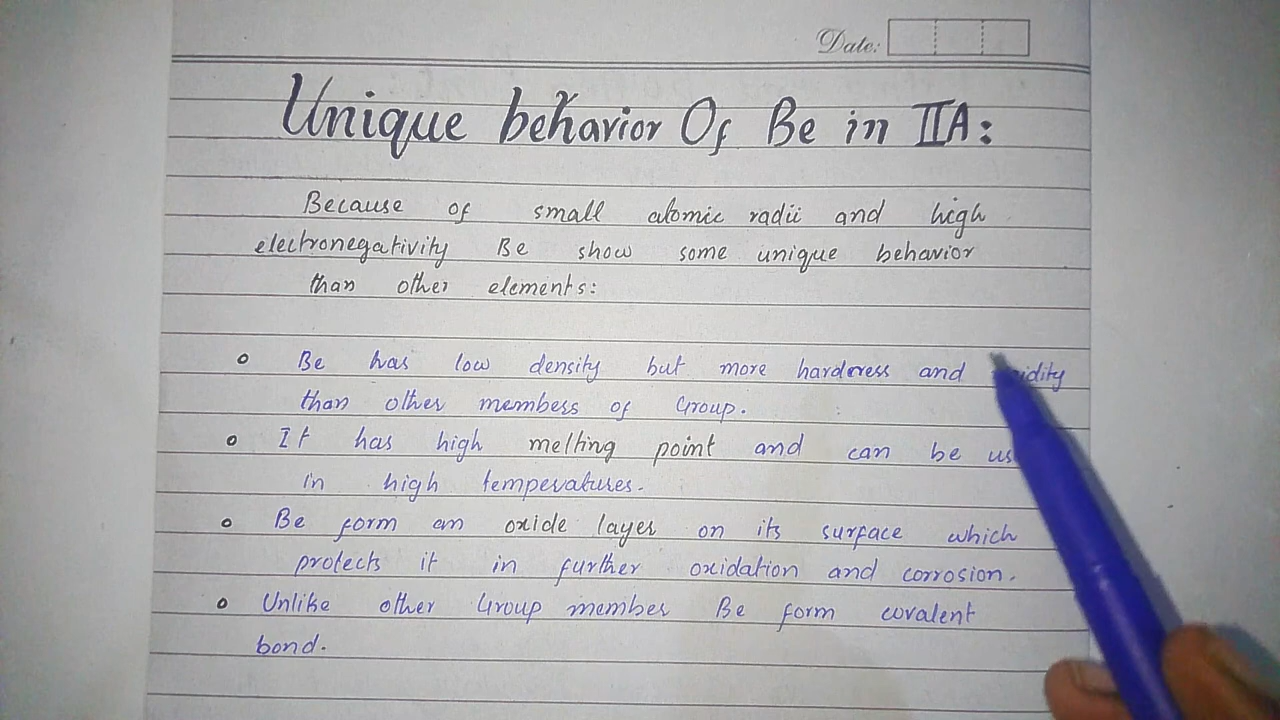 Date:
Unique behavior Of Be in IIA:
Because of small atomic radii and high
electronegativity Be show some unique behavior
than other elements:
Be has low density but more hardness and
than other members of Group.
It has high melting point and can be
in high temperatures.
Be form an oxide layer on its surface which
protects it in further oxidation and corrosion.
Unlike other Group member Be form covalent
bond.